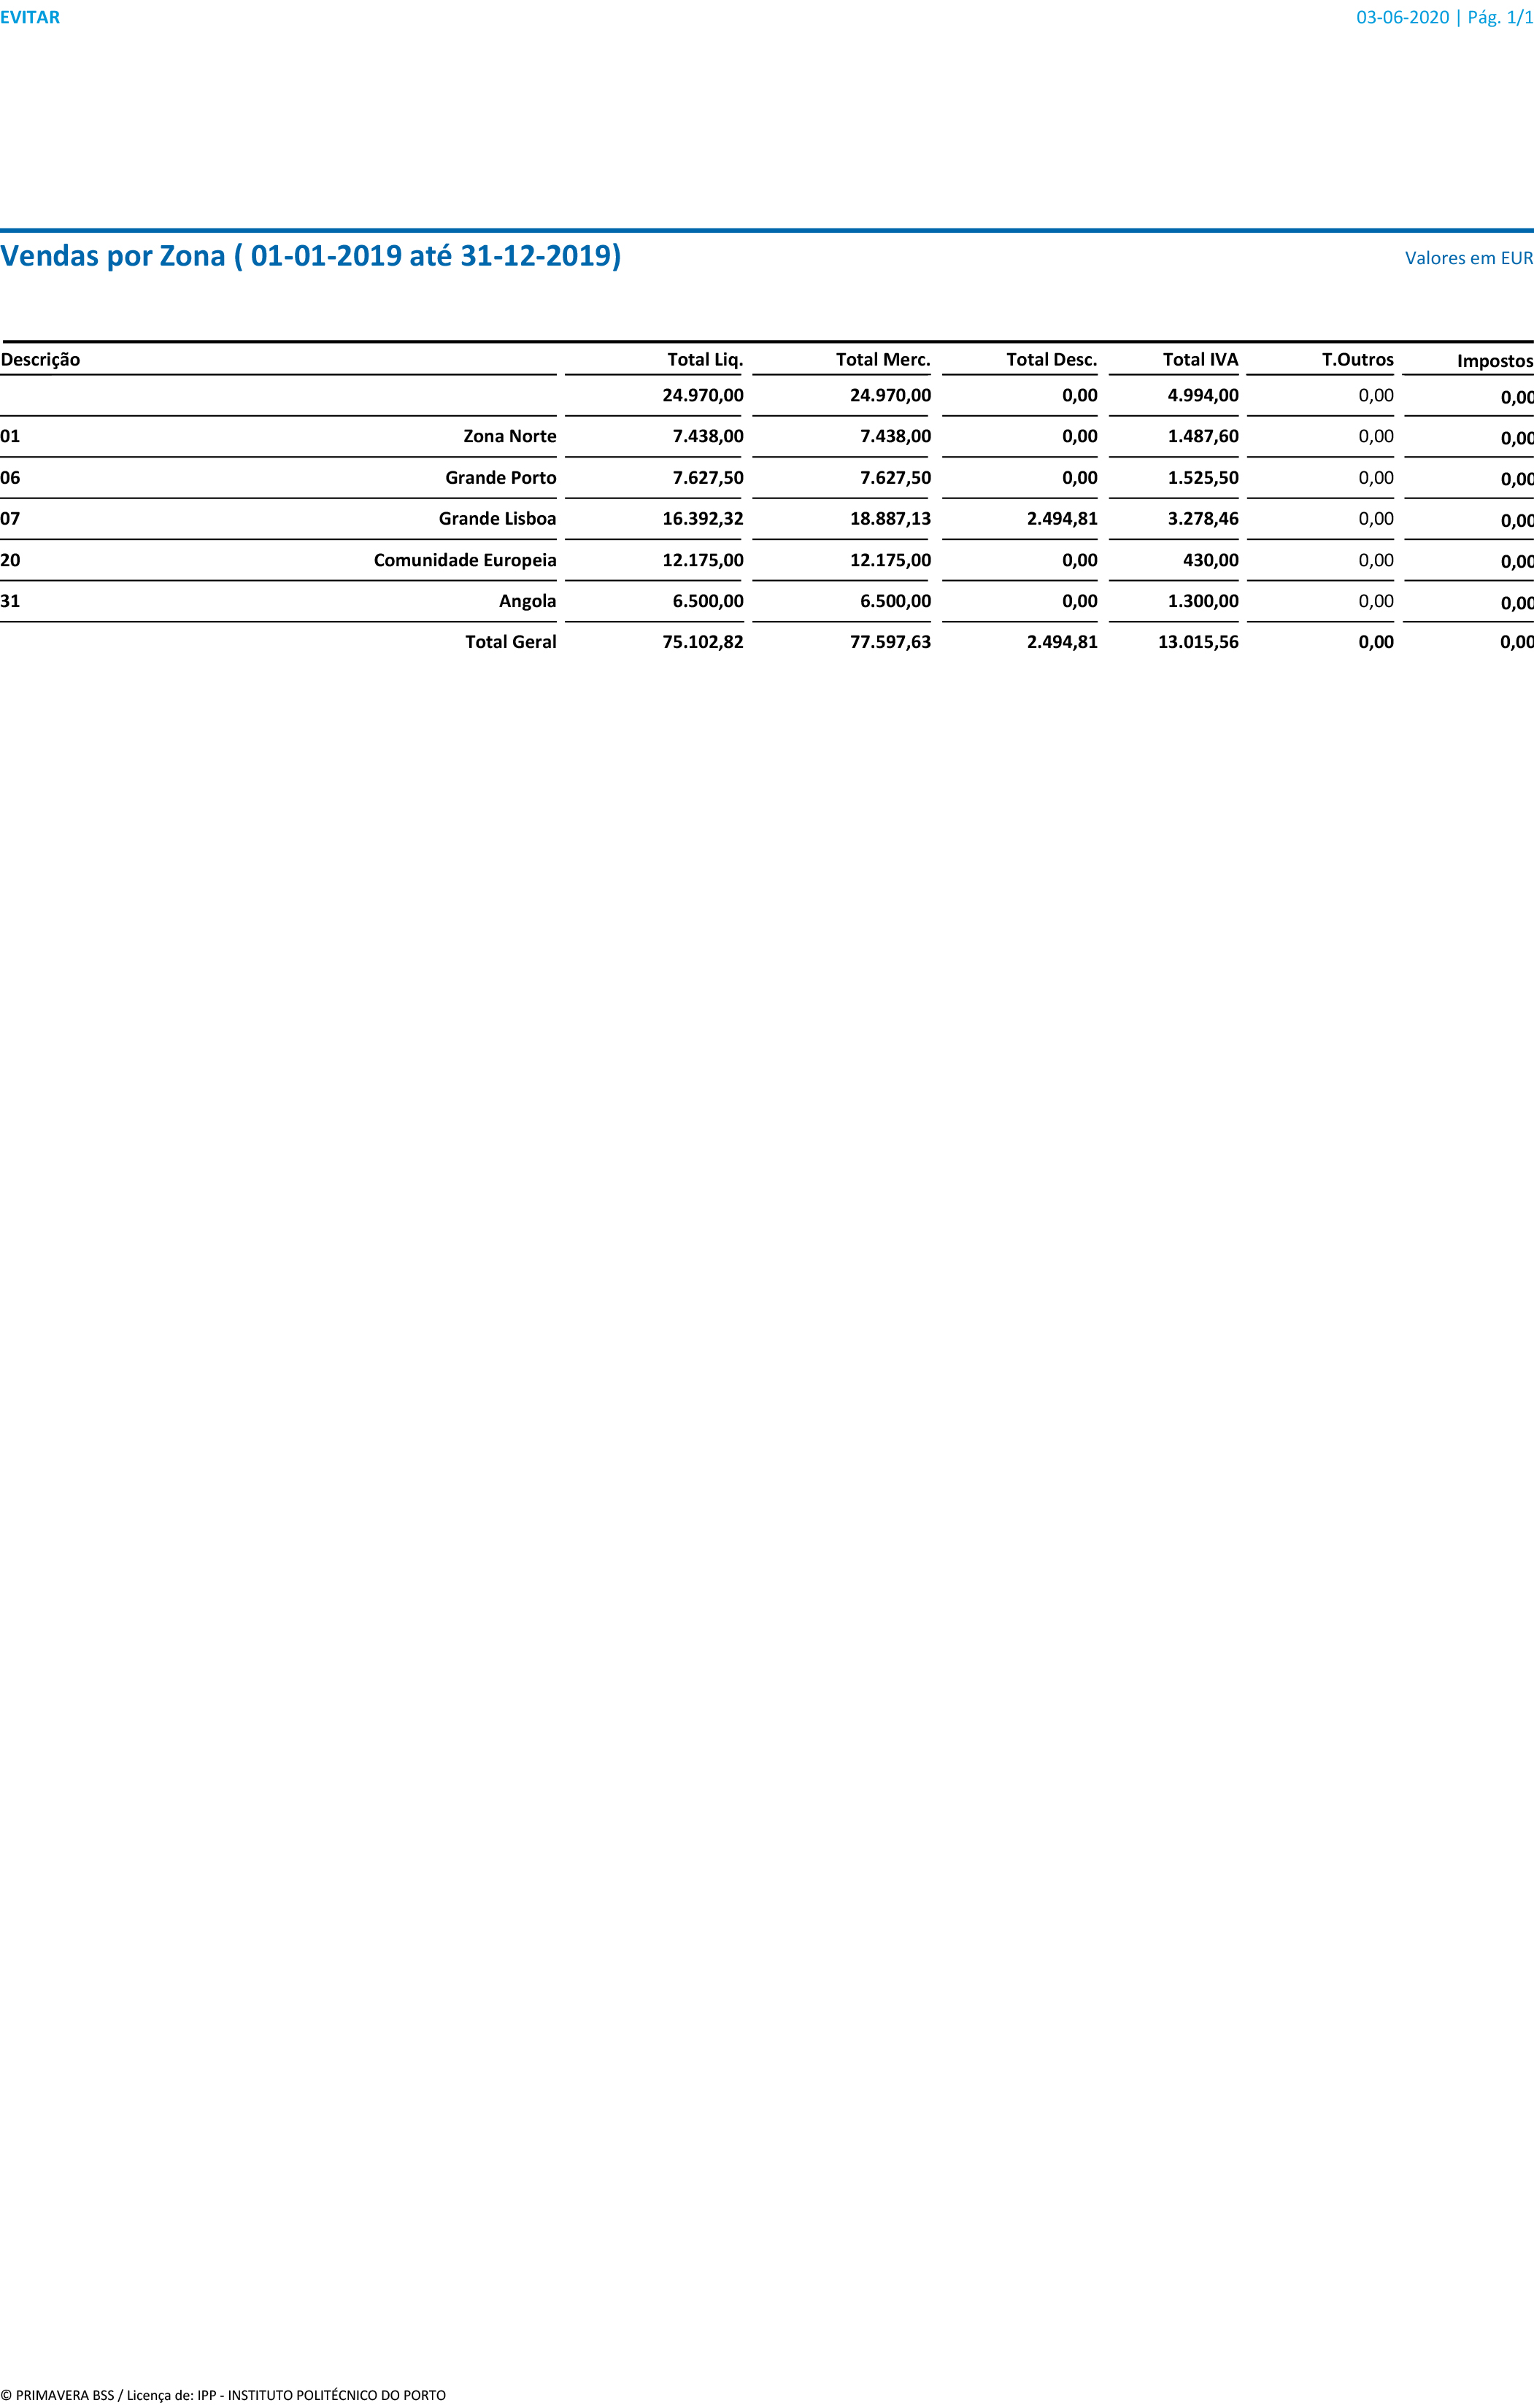 EVITAR 03-06-2020 | Pág. 1/1
Vendas por Zona ( 01-01-2019 até 31-12-2019) Valores em EUR
Descrição Total Liq. Total Merc. Total Desc. Total IVA T.Outros Impostos
24.970,00 24.970,00 0,00 4.994,00 0,00 0,00
01 Zona Norte 7.438,00 7.438,00 0,00 1.487,60 0,00 0,00
06 Grande Porto 7.627,50 7.627,50 0,00 1.525,50 0,00 0,00
07 Grande Lisboa 16.392,32 18.887,13 2.494,81 3.278,46 0,00 0,00
20 Comunidade Europeia 12.175,00 12.175,00 0,00 430,00 0,00 0,00
31 Angola 6.500,00 6.500,00 0,00 1.300,00 0,00 0,00
Total Geral 75.102,82 77.597,63 2.494,81 13.015,56 0,00 0,00
© PRIMAVERA BSS / Licença de: IPP - INSTITUTO POLITÉCNICO DO PORTO